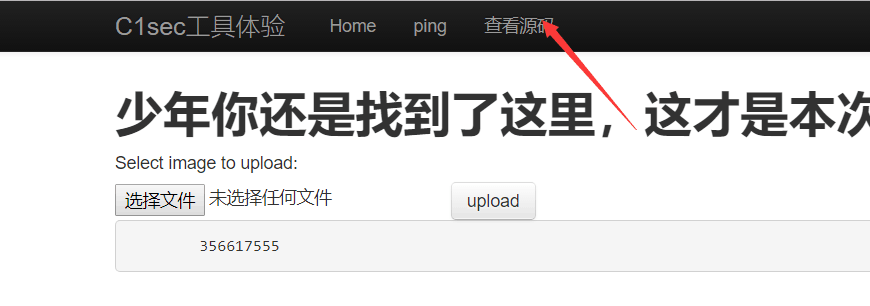 C1sec工具体验 Home ping 查看源码
少年你还是找到了这里，这才是本次
Select image to upload:
选择文件 未选择任何文件 upload
356617555